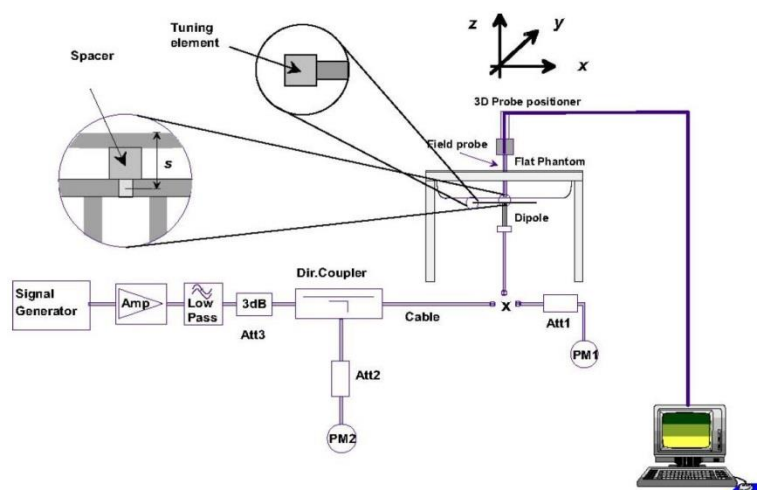 Tuning
element
Spacer
s
z
y
x
3D Probe positioner
Field probe
Flat Phantom
Dipole
Signal
Generator
Amp
Low
Pass
3dB
Att3
Dir.Coupler
Cable
x
Att1
PM1
Att2
PM2